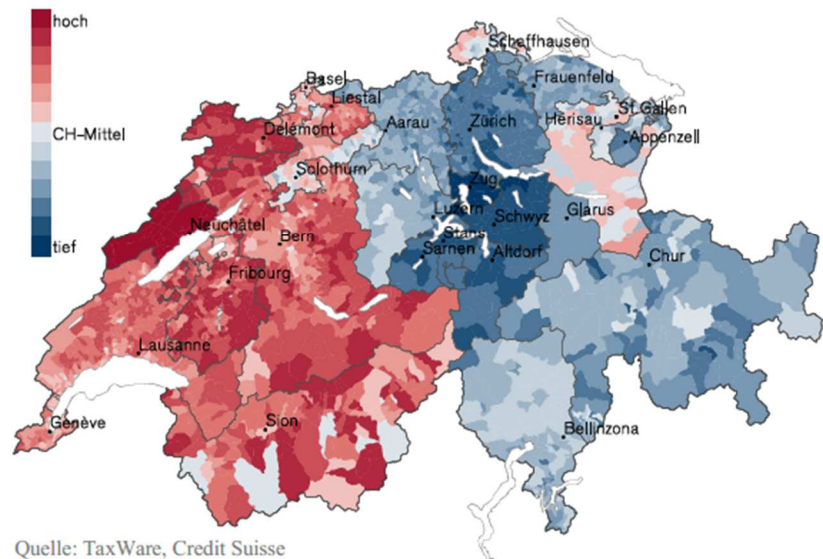 hoch
CH-Mittel
tief
Schaffhausen
Basel
Liestal
Frauenfeld
Delémont
Aarau
Zürich
Herisau
St.Gallen
Appenzell
Solothurn
Zug
Neuchâtel
Luzern
Schwyz
Glarus
Bern
Stans
Sarnen
Altdorf
Chur
Fribourg
Lausanne
Genève
Sion
Bellinzona
Quelle: TaxWare, Credit Suisse